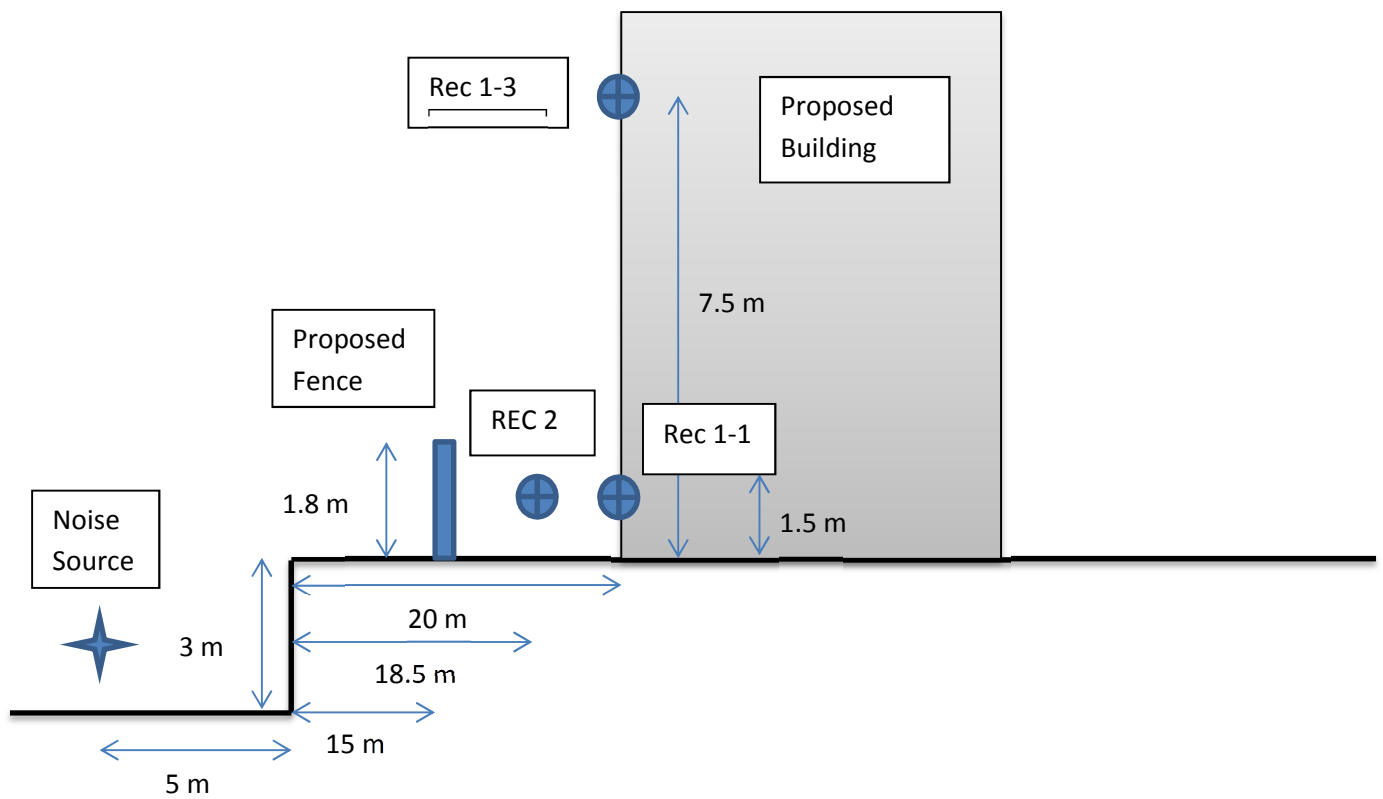 Rec 1-3
Proposed
Building
7.5 m
Proposed
Fence
REC 2
Rec 1-1
1.8 m
1.5 m
Noise
Source
20 m
3 m
18.5 m
15 m
5 m